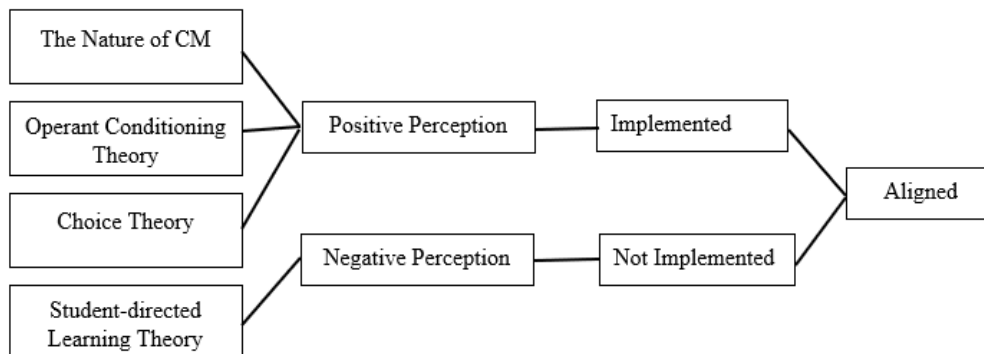 The Nature of CM
Operant Conditioning
Theory
Choice Theory
Student-directed
Learning Theory
Positive Perception
Negative Perception
Implemented
Not Implemented
Aligned